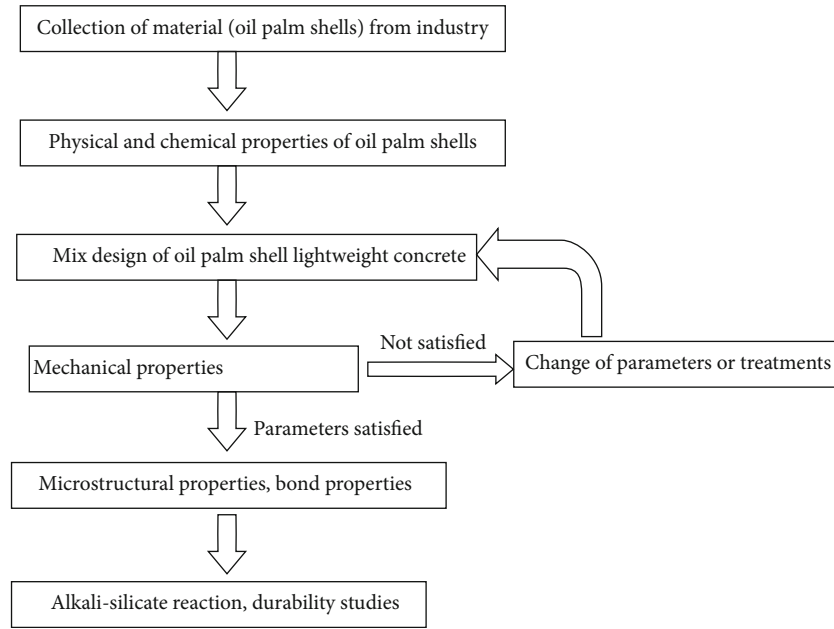 Collection of material (oil palm shells) from industry
Physical and chemical properties of oil palm shells
Mix design of oil palm shell lightweight concrete
Not satisfied
Mechanical properties
Change of parameters or treatments
Parameters satisfied
Microstructural properties, bond properties
Alkali-silicate reaction, durability studies